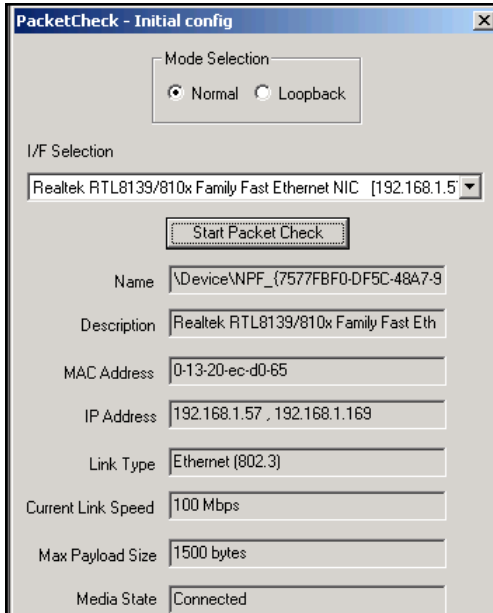 PacketCheck - Initial config
Mode Selection
Normal Loopback
I/F Selection
Realtek RTL8139/810x Family Fast Ethernet NIC [192.168.1.57
Start Packet Check
Name \Device\NPF_{7577FBF0-DF5C-48A7-9
Description Realtek RTL8139/810x Family Fast Eth
MAC Address 0-13-20-ec-d0-65
IP Address 192.168.1.57 , 192.168.1.169
Link Type Ethernet (802.3)
Current Link Speed 100 Mbps
Max Payload Size 1500 bytes
Media State Connected